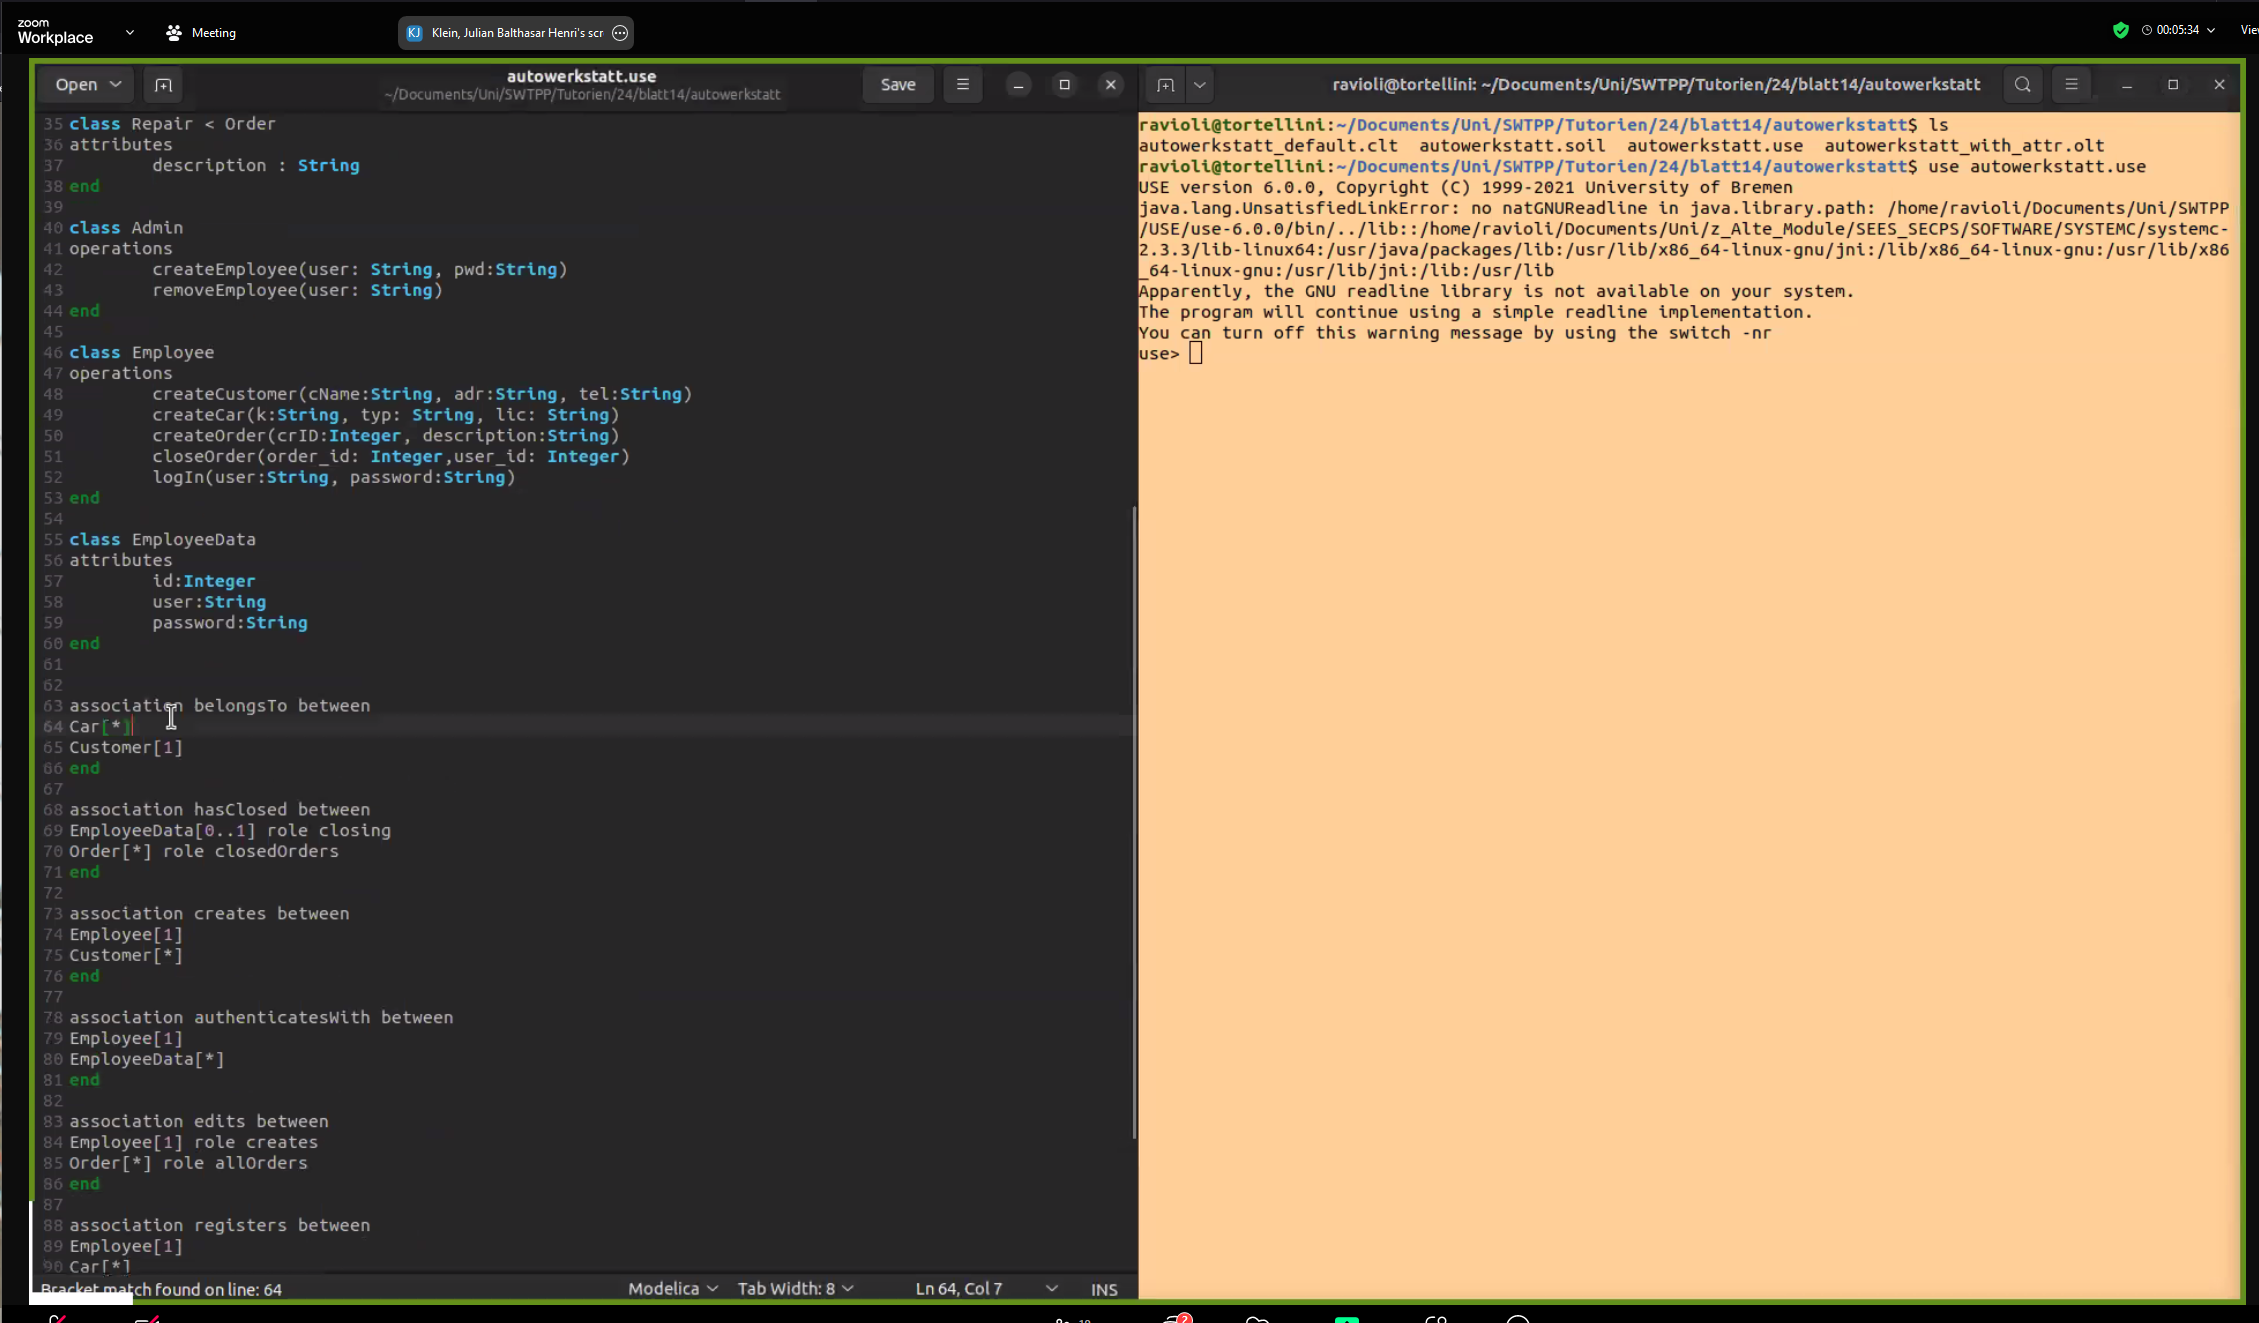 zoom
Workplace
Meeting
KJ Klein, Julian Balthasar Henri's scr
00:05:34
Open
autowerkstatt.use
~/Documents/Uni/SWTPP/Tutorien/24/blatt14/autowerkstatt
Save
35 class Repair < Order
36 attributes
37 description : String
38 end
39
40 class Admin
41 operations
42 createEmployee(user: String, pwd:String)
43 removeEmployee(user: String)
44 end
45
46 class Employee
47 operations
48 createCustomer(cName:String, adr:String, tel:String)
49 createCar(k:String, typ: String, lic: String)
50 createOrder(crID:Integer, description:String)
51 closeOrder(order_id: Integer,user_id: Integer)
52 logIn(user:String, password:String)
53 end
54
55 class EmployeeData
56 attributes
57 id:Integer
58 user:String
59 password:String
60 end
61
62
63 association belongsTo between
64 Car[*]
65 Customer[1]
66 end
67
68 association hasClosed between
69 EmployeeData[0..1] role closing
70 Order[*] role closedOrders
71 end
72
73 association creates between
74 Employee[1]
75 Customer[*]
76 end
77
78 association authenticatesWith between
79 Employee[1]
80 EmployeeData[*]
81 end
82
83 association edits between
84 Employee[1] role creates
85 Order[*] role allOrders
86 end
87
88 association registers between
89 Employee[1]
90 Car[*]
Bracket match found on line: 64
Modelica
Tab Width: 8
Ln 64, Col 7
INS
ravioli@tortellini: ~/Documents/Uni/SWTPP/Tutorien/24/blatt14/autowerkstatt
ravioli@tortellini:~/Documents/Uni/SWTPP/Tutorien/24/blatt14/autowerkstatt$ ls
autowerkstatt_default.clt autowerkstatt.soil autowerkstatt.use autowerkstatt_with_attr.olt
ravioli@tortellini:~/Documents/Uni/SWTPP/Tutorien/24/blatt14/autowerkstatt$ use autowerkstatt.use
USE version 6.0.0, Copyright (C) 1999-2021 University of Bremen
java.lang.UnsatisfiedLinkError: no natGNUReadline in java.library.path: /home/ravioli/Documents/Uni/SWTPP
/USE/use-6.0.0/bin/../lib::/home/ravioli/Documents/Uni/z_Alte_Module/SEES_SECPS/SOFTWARE/SYSTEMC/systemc-
2.3.3/lib-linux64:/usr/java/packages/lib:/usr/lib/x86_64-linux-gnu/jni:/lib/x86_64-linux-gnu:/usr/lib/x86
_64-linux-gnu:/usr/lib/jni:/lib:/usr/lib
Apparently, the GNU readline library is not available on your system.
The program will continue using a simple readline implementation.
You can turn off this warning message by using the switch -nr
use>